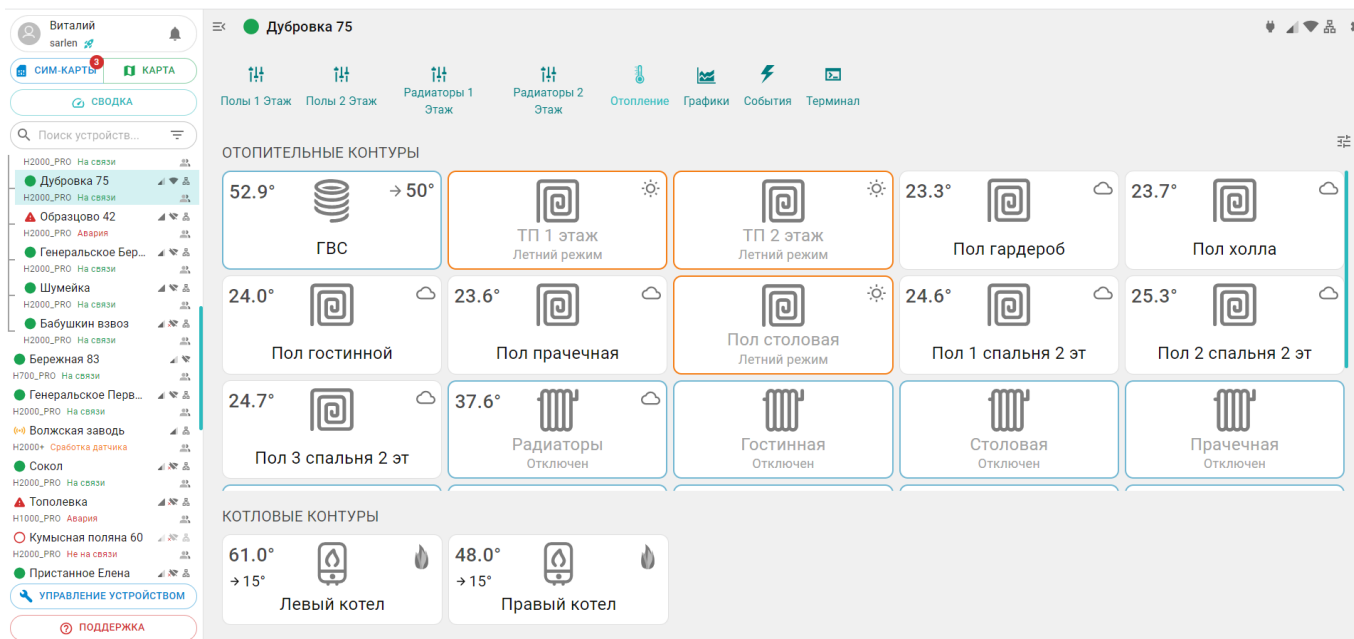 Виталий
sarlen
СИМ-КАРТЫ
3
КАРТА
СВОДКА
Поиск устройств...
H2000_PRO На связи
Дубровка 75
H2000_PRO На связи
Образцово 42
H2000_PRO Авария
Генеральское Бер...
H2000_PRO На связи
Шумейка
H2000_PRO На связи
Бабушкин взвоз
H2000_PRO На связи
Бережная 83
H700_PRO На связи
Генеральское Перв...
H2000_PRO На связи
Волжская заводь
H2000+ Сработка датчика
Сокол
H2000_PRO На связи
Тополевка
H1000_PRO Авария
Кумысная поляна 60
H2000_PRO Не на связи
Пристанное Елена
УПРАВЛЕНИЕ УСТРОЙСТВОМ
ПОДДЕРЖКА
Дубровка 75
Полы 1 Этаж
Полы 2 Этаж
Радиаторы 1
Этаж
Радиаторы 2
Этаж
Отопление
Графики
События
Терминал
ОТОПИТЕЛЬНЫЕ КОНТУРЫ
52.9°
→ 50°
ГВС
ТП 1 этаж
Летний режим
ТП 2 этаж
Летний режим
23.3°
Пол гардероб
23.7°
Пол холла
24.0°
Пол гостинной
23.6°
Пол прачечная
Пол столовая
Летний режим
24.6°
Пол 1 спальня 2 эт
25.3°
Пол 2 спальня 2 эт
24.7°
Пол 3 спальня 2 эт
37.6°
Радиаторы
Отключен
Гостинная
Отключен
Столовая
Отключен
Прачечная
Отключен
КОТЛОВЫЕ КОНТУРЫ
61.0°
→ 15°
Левый котел
48.0°
→ 15°
Правый котел